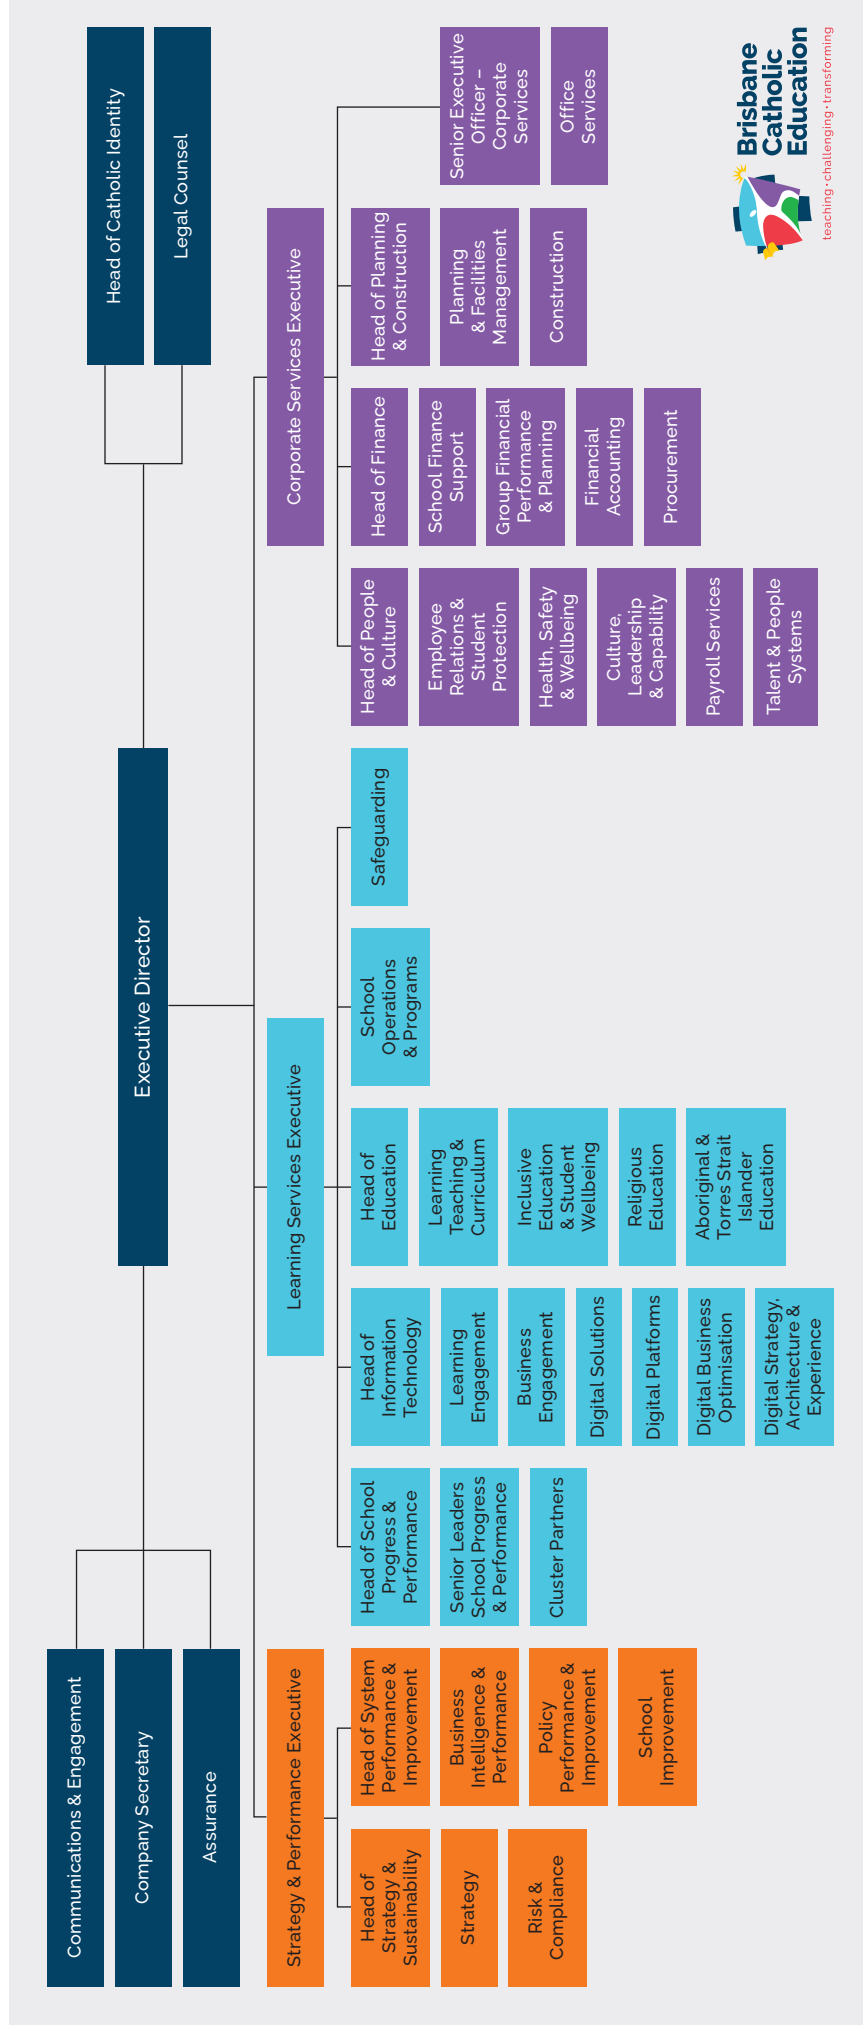 Communications & Engagement
Company Secretary
Assurance
Executive Director
Head of Catholic Identity
Legal Counsel
Strategy & Performance Executive
Learning Services Executive
Corporate Services Executive
Head of
Strategy &
Sustainability
Strategy
Risk &
Compliance
Head of System
Performance &
Improvement
Business
Intelligence &
Performance
Policy
Performance &
Improvement
School
Improvement
Head of School
Progress &
Performance
Senior Leaders
School Progress
& Performance
Cluster Partners
Head of
Information
Technology
Learning
Engagement
Business
Engagement
Digital Solutions
Digital Platforms
Digital Business
Optimisation
Digital Strategy,
Architecture &
Experience
Head of
Education
Learning
Teaching &
Curriculum
Inclusive
Education
& Student
Wellbeing
Religious
Education
Aboriginal &
Torres Strait
Islander
Education
School
Operations
& Programs
Safeguarding
Head of People
& Culture
Employee
Relations &
Student
Protection
Health, Safety
& Wellbeing
Culture,
Leadership
& Capability
Payroll Services
Talent & People
Systems
Head of Finance
School Finance
Support
Group Financial
Performance
& Planning
Financial
Accounting
Procurement
Head of Planning
& Construction
Planning
& Facilities
Management
Construction
Senior Executive
Officer –
Corporate
Services
Office
Services
Brisbane
Catholic
Education
teaching·challenging·transforming